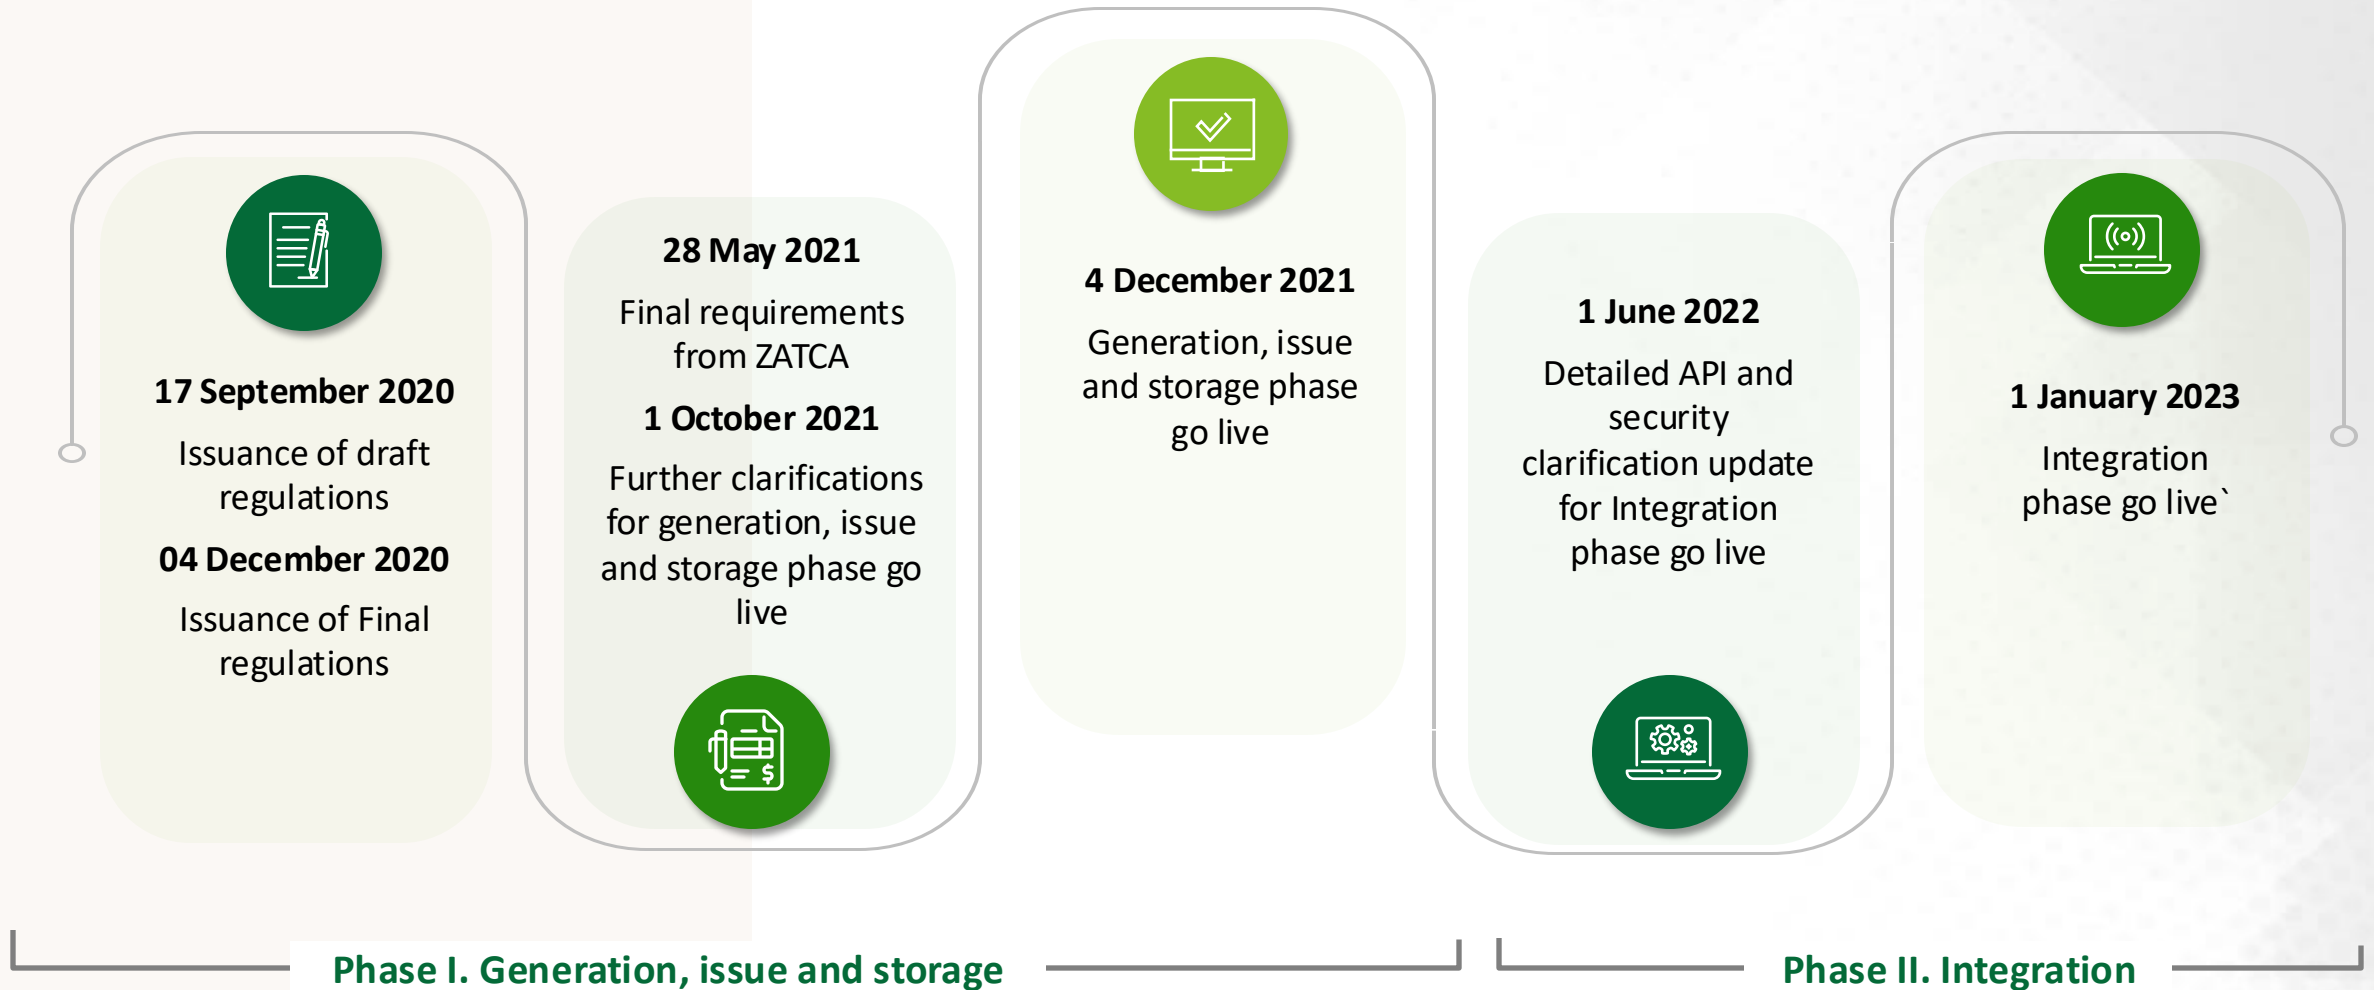 17 September 2020
Issuance of draft
regulations
04 December 2020
Issuance of Final
regulations
28 May 2021
Final requirements
from ZATCA
1 October 2021
Further clarifications
for generation, issue
and storage phase go
live
$
4 December 2021
Generation, issue
and storage phase
go live
1 June 2022
Detailed API and
security
clarification update
for Integration
phase go live
1 January 2023
Integration
phase go live`
Phase I. Generation, issue and storage
Phase II. Integration